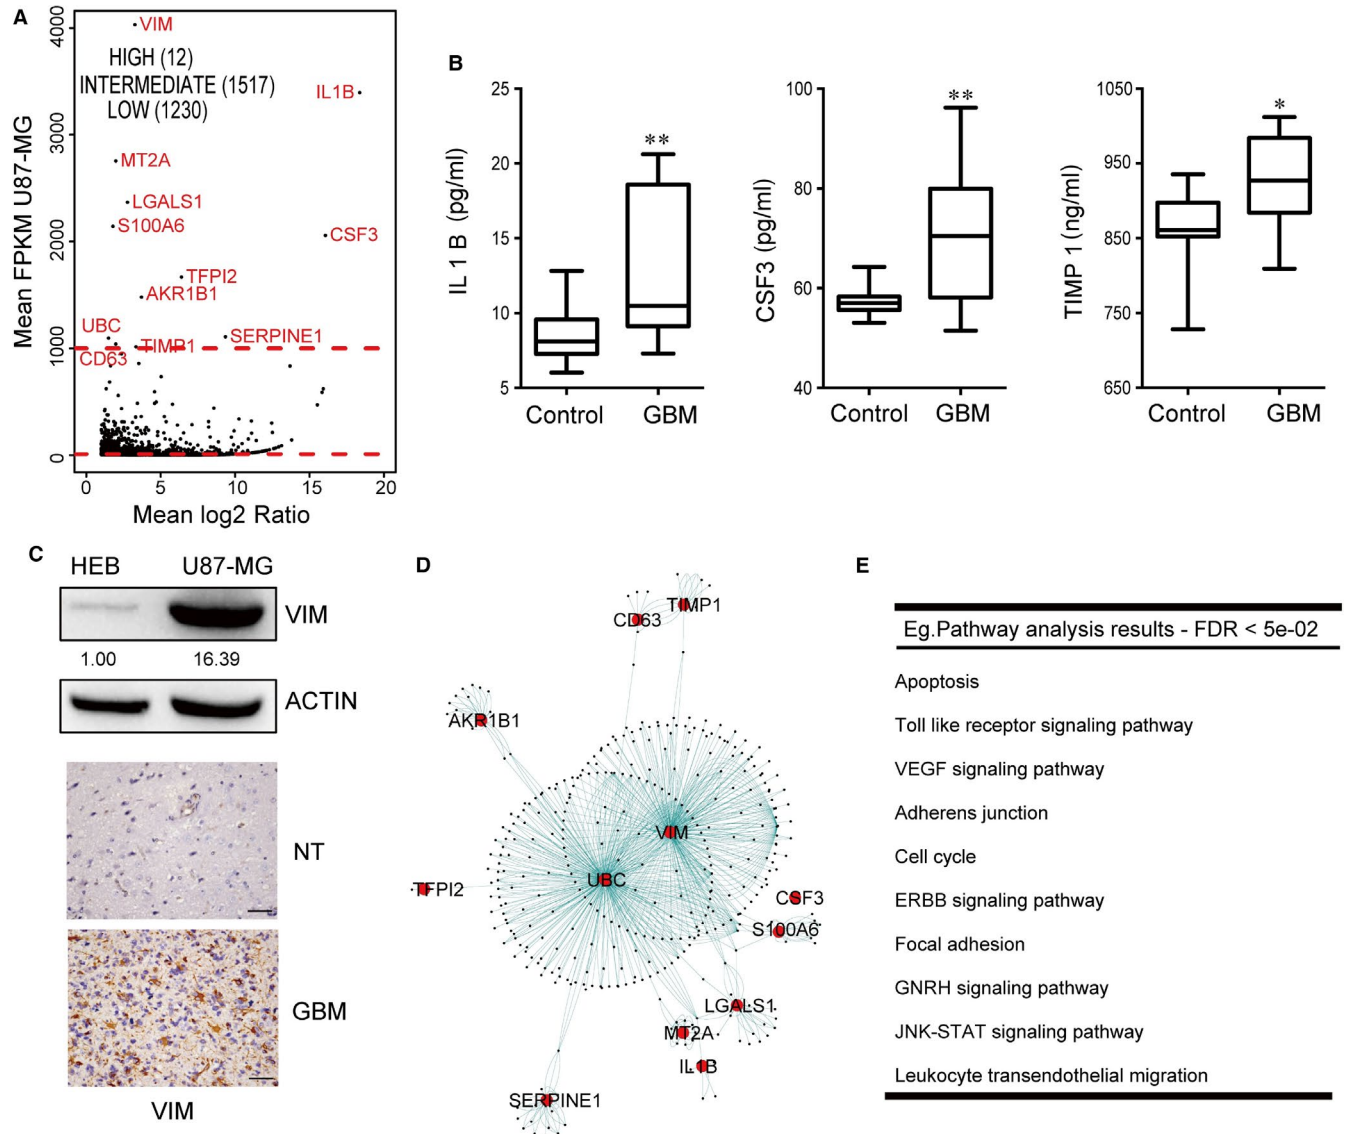 A
4000
3000
2000
1000
0
Mean FPKM U87-MG
VIM
HIGH (12)
INTERMEDIATE (1517)
LOW (1230)
IL1B
MT2A
LGALS1
S100A6
CSF3
TFPI2
AKR1B1
UBC
SERPINE1
TIMP1
CD63
0 5 10 15 20
Mean log2 Ratio
B
25
20
15
10
5
IL 1 B (pg/ml)
**
Control GBM
100
80
60
40
CSF3 (pg/ml)
**
Control GBM
1050
950
850
750
650
TIMP 1 (ng/ml)
*
Control GBM
C
HEB U87-MG
VIM
1.00 16.39
ACTIN
NT
GBM
VIM
D
TIMP1
CD63
AKR1B1
VIM
UBC
TFPI2
CSF3
S100A6
LGALS1
MT2A
IL1B
SERPINE1
E
Eg.Pathway analysis results - FDR < 5e-02
Apoptosis
Toll like receptor signaling pathway
VEGF signaling pathway
Adherens junction
Cell cycle
ERBB signaling pathway
Focal adhesion
GNRH signaling pathway
JNK-STAT signaling pathway
Leukocyte transendothelial migration